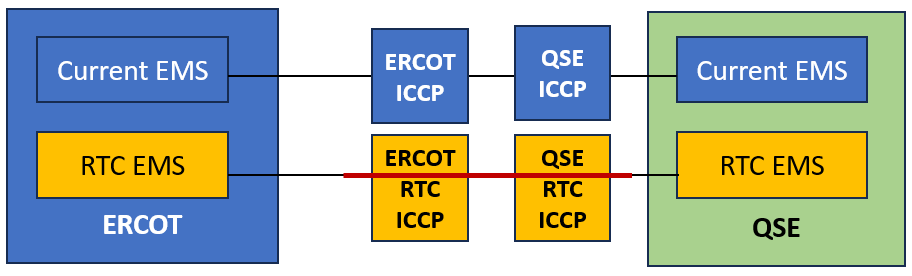 Current EMS
ERCOT
ICCP
QSE
ICCP
Current EMS
RTC EMS
ERCOT
RTC
ICCP
QSE
RTC
ICCP
RTC EMS
ERCOT
QSE